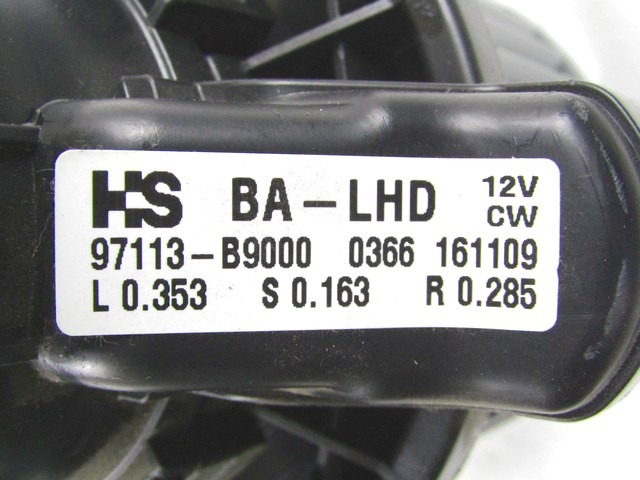 HS BA-LHD 12V CW
97113-B9000 0366 161109
L 0.353 S 0.163 R 0.285